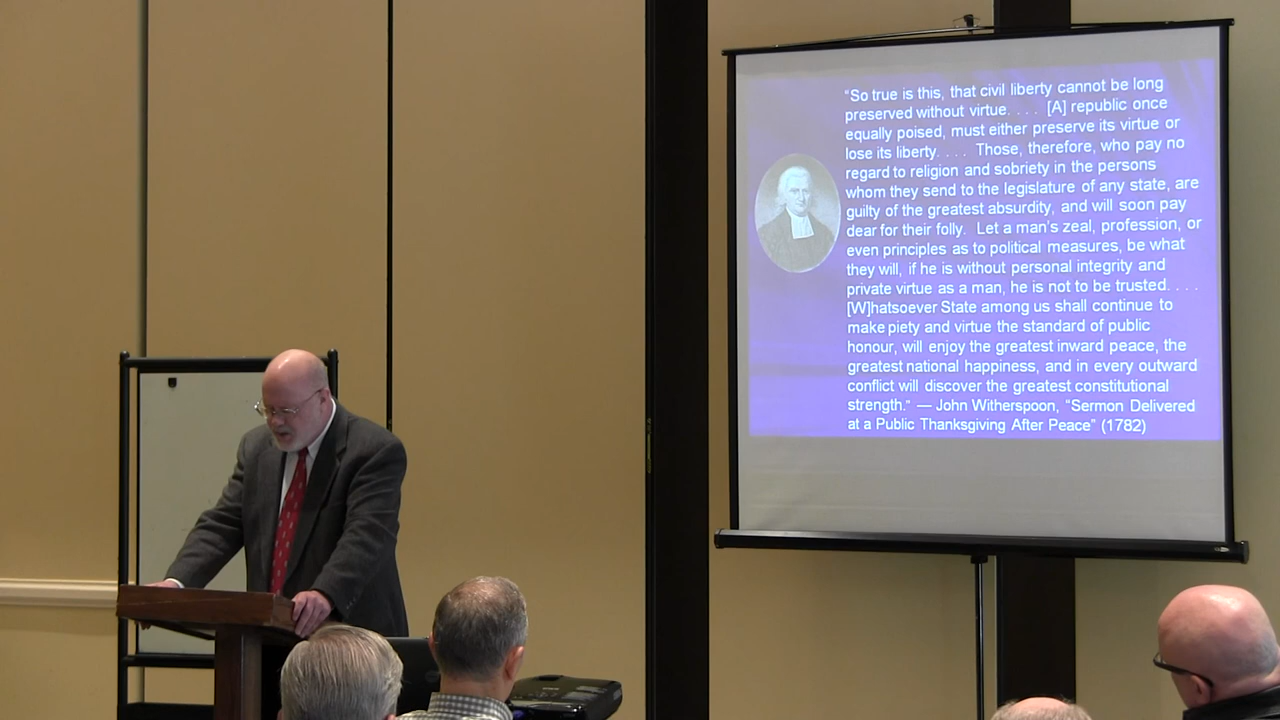 “So true is this, that civil liberty cannot be long
preserved without virtue. . . . [A] republic once
equally poised, must either preserve its virtue or
lose its liberty. . . . Those, therefore, who pay no
regard to religion and sobriety in the persons
whom they send to the legislature of any state, are
guilty of the greatest absurdity, and will soon pay
dear for their folly. Let a man’s zeal, profession, or
even principles as to political measures, be what
they will, if he is without personal integrity and
private virtue as a man, he is not to be trusted. . . .
[W]hatsoever State among us shall continue to
make piety and virtue the standard of public
honour, will enjoy the greatest inward peace, the
greatest national happiness, and in every outward
conflict will discover the greatest constitutional
strength.” — John Witherspoon, “Sermon Delivered
at a Public Thanksgiving After Peace” (1782)